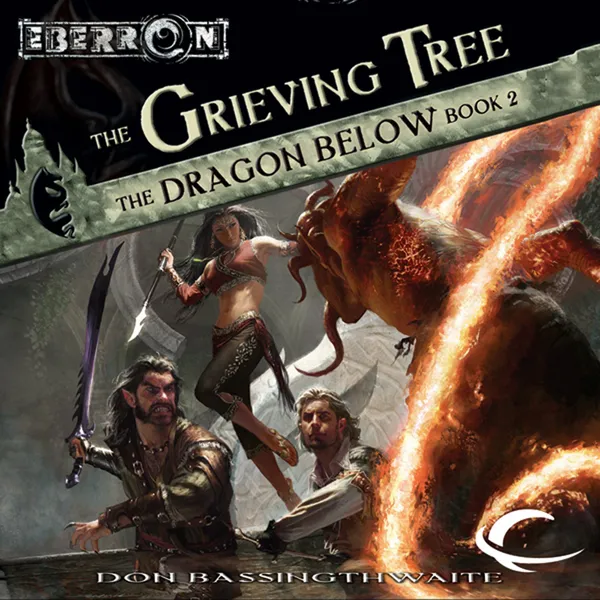 EBERRON
THE GRIEVING TREE
THE DRAGON BELOW BOOK 2
DON BASSINGTHWAITE